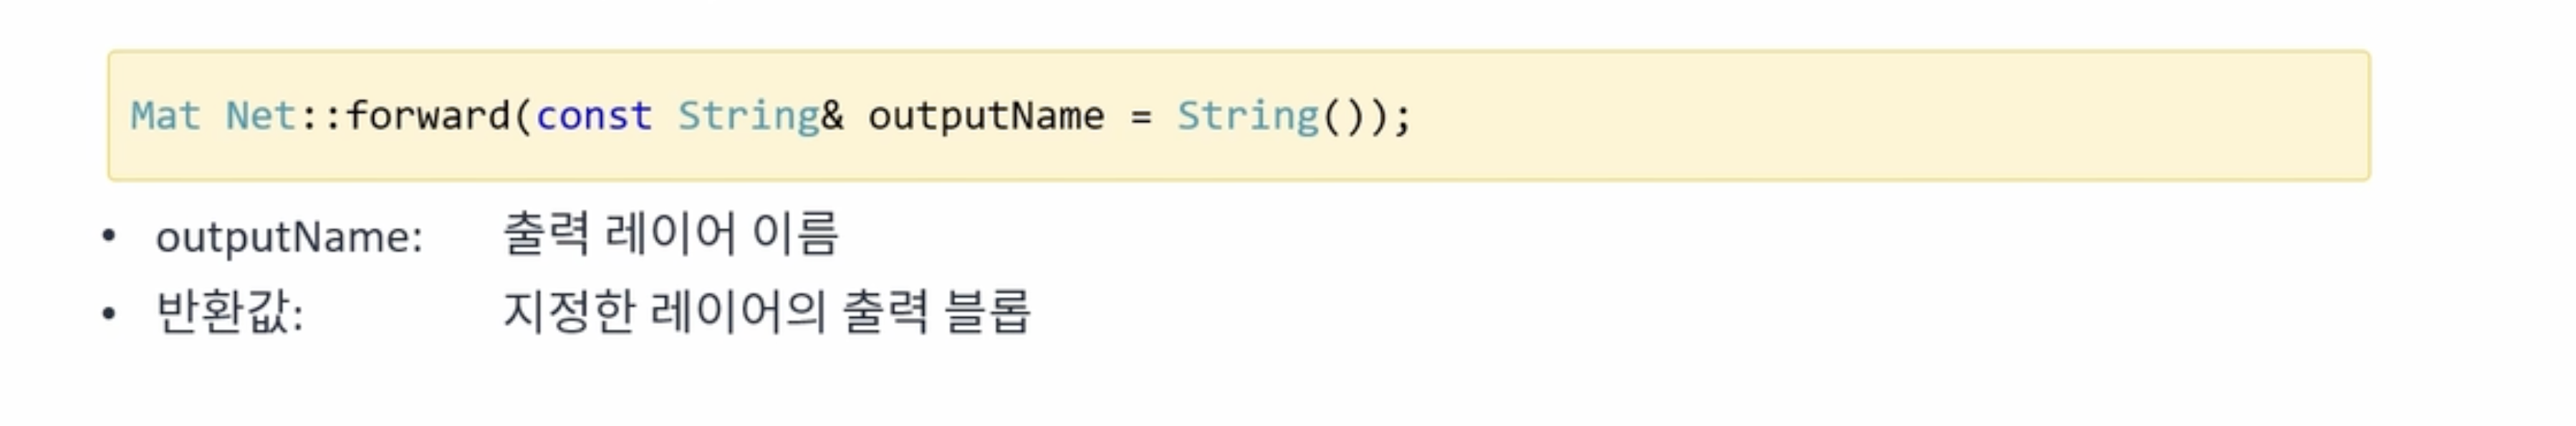 Mat Net::forward(const String& outputName = String());
• outputName: 출력 레이어 이름
• 반환값: 지정한 레이어의 출력 블롭